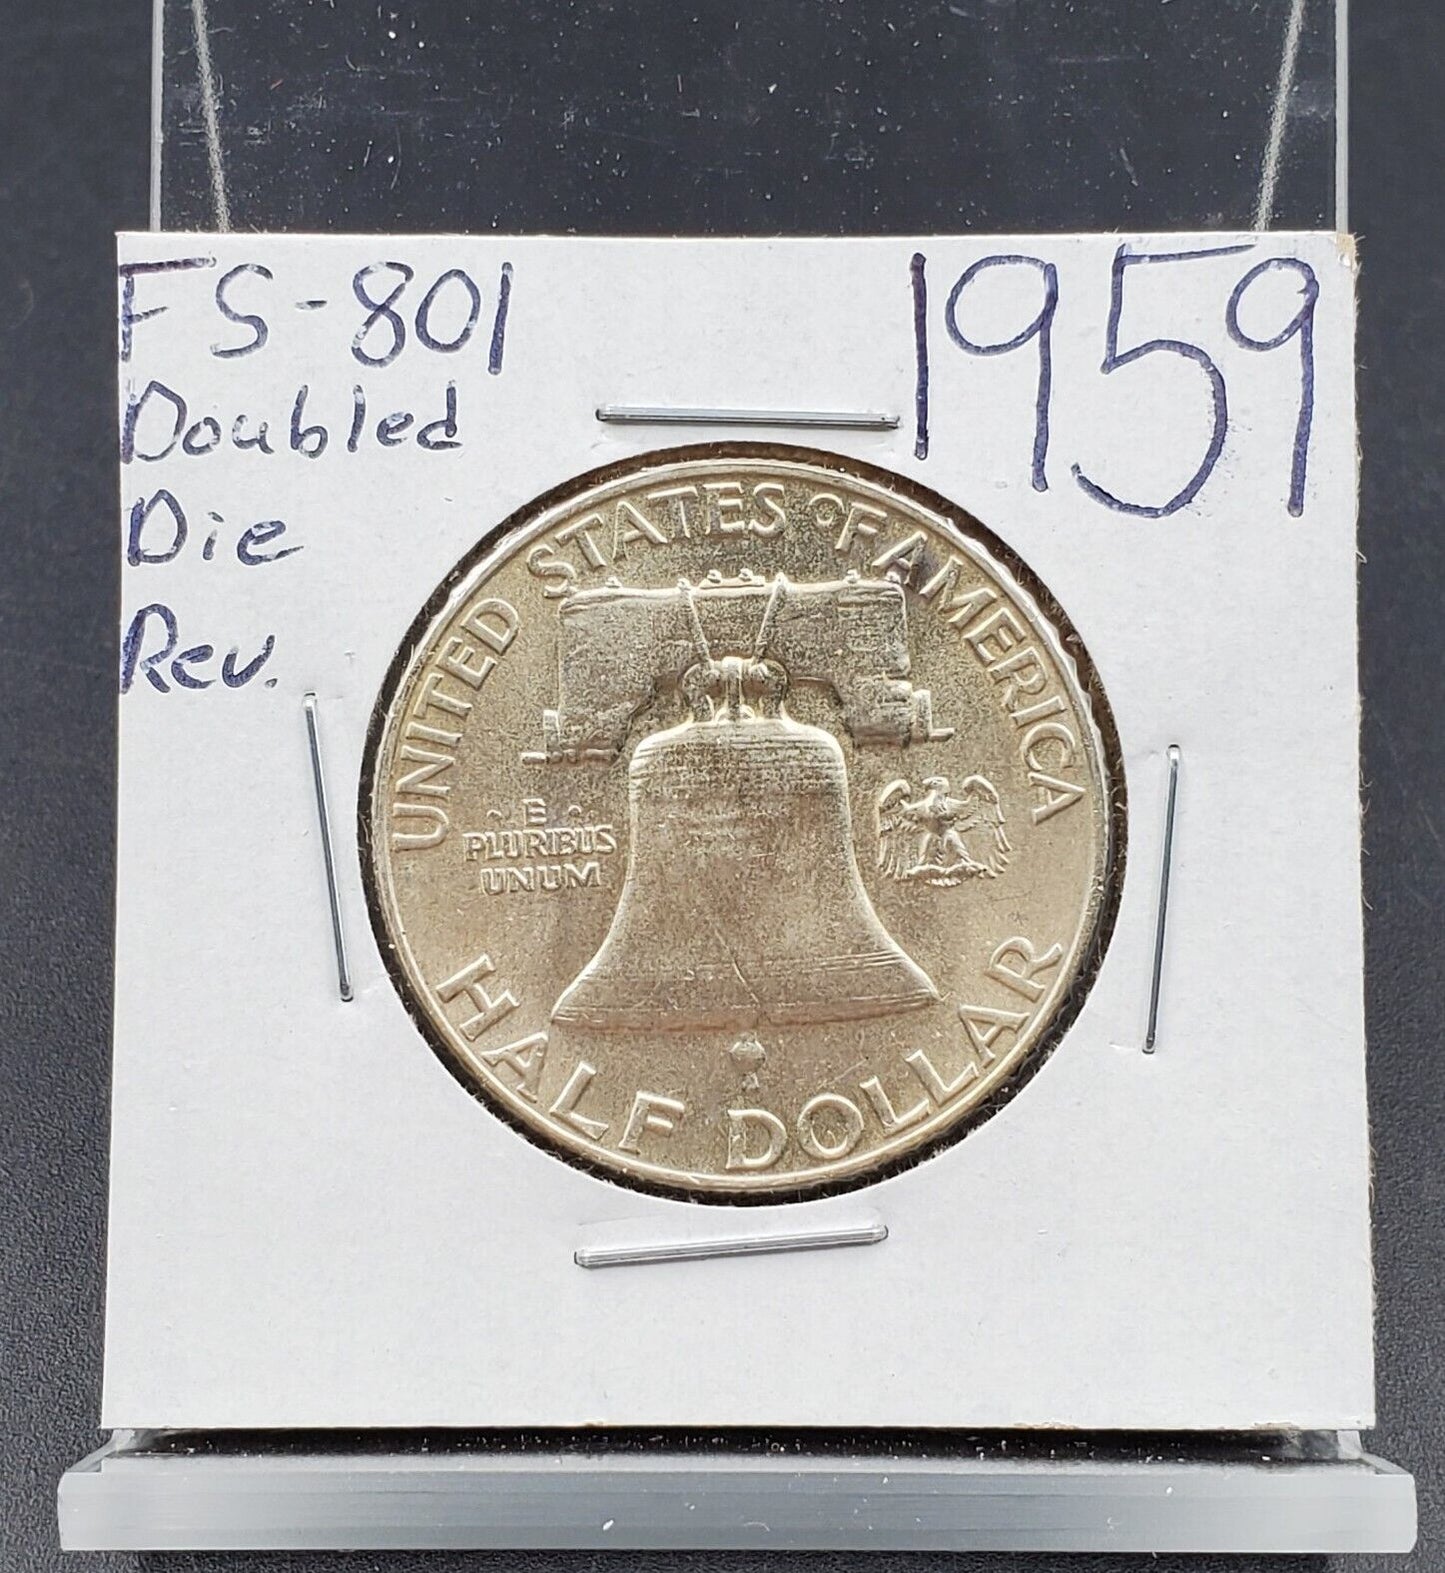 FS-801
1959
Doubled
Die
Rev.
UNITED STATES OF AMERICA
·E·
PLURIBUS
UNUM
HALF DOLLAR